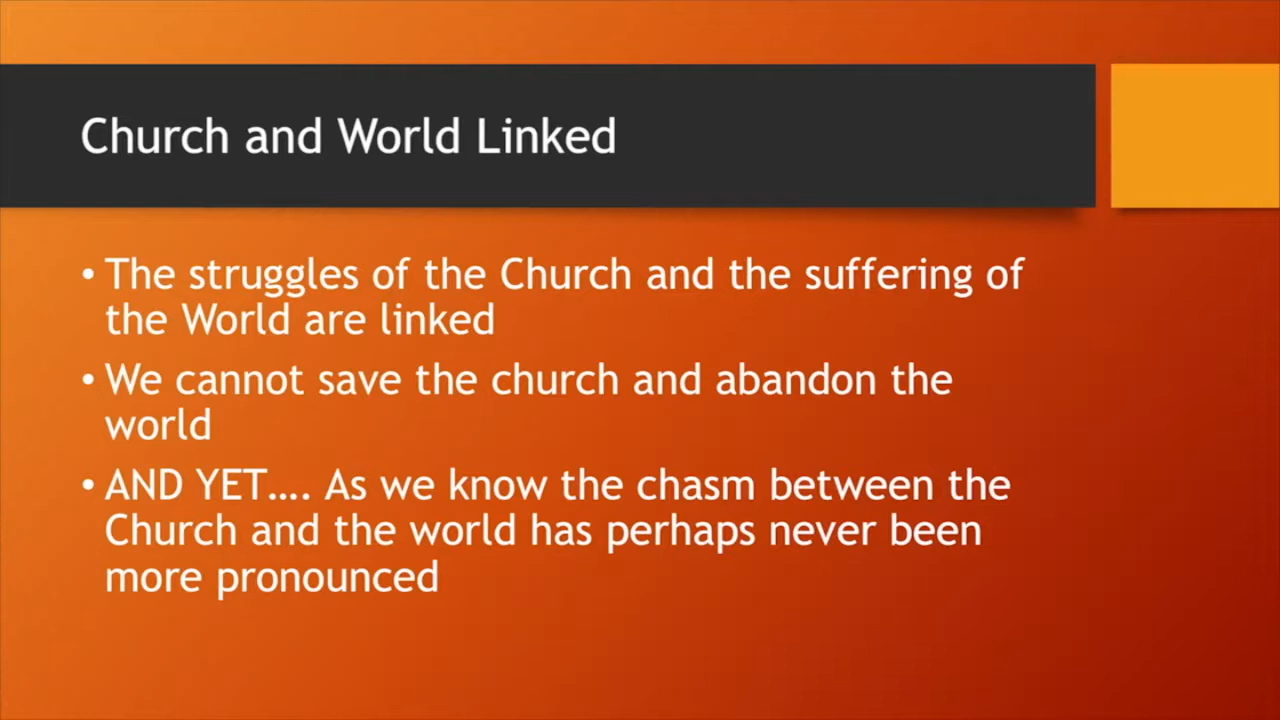 Church and World Linked
• The struggles of the Church and the suffering of
the World are linked
• We cannot save the church and abandon the
world
• AND YET.... As we know the chasm between the
Church and the world has perhaps never been
more pronounced